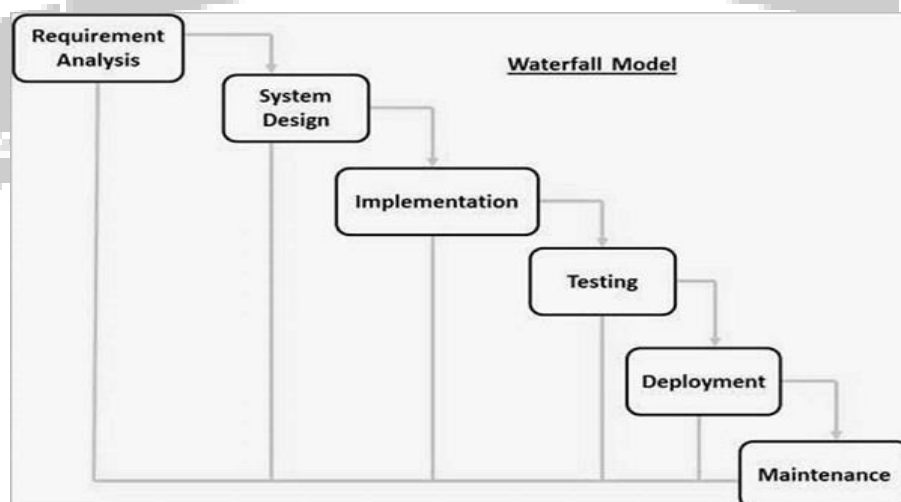 Requirement
Analysis
Waterfall Model
System
Design
Implementation
Testing
Deployment
Maintenance